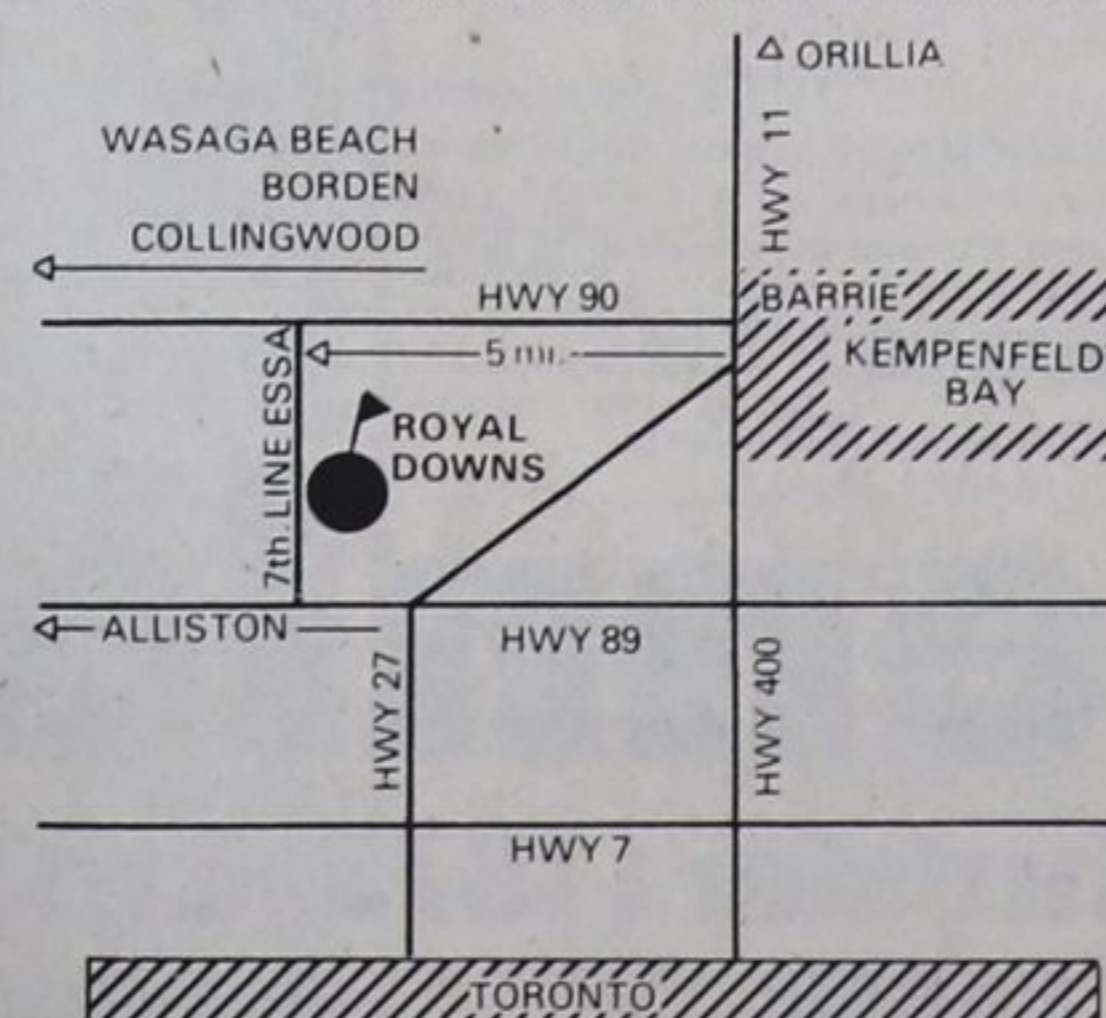 ORILLIA
HWY 11
WASAGA BEACH
BORDEN
COLLINGWOOD
HWY 90
BARRIE
5 mi.
KEMPENFELD
BAY
7th. LINE ESSA
ROYAL
DOWNS
ALLISTON
HWY 89
HWY 27
HWY 400
HWY 7
TORONTO